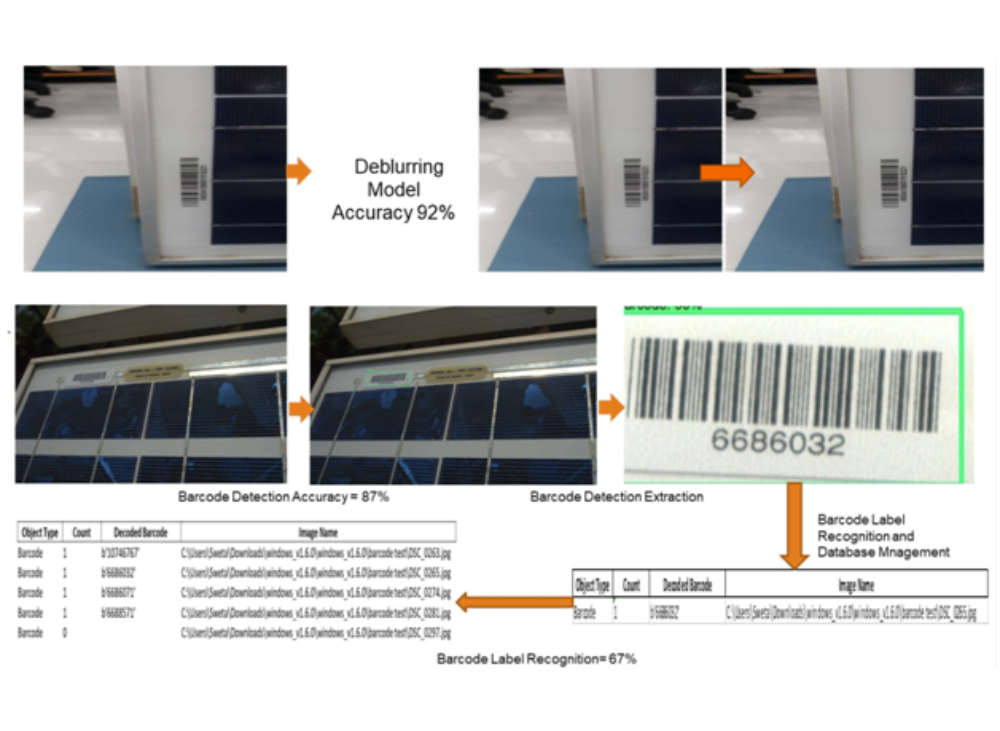 Deblurring
Model
Accuracy 92%
6686032
Barcode Detection Accuracy = 87%
Barcode Detection Extraction
Barcode Label
Recognition and
Database Mnagement
Object Type Count Decoded Barcode Image Name
Barcode 1 b'10746767' C:\Users\Sweta\Downloads\windows_v1.6.0\windows_v1.6.0\barcode test\DSC_0263.jpg
Barcode 1 b'6686032' C:\Users\Sweta\Downloads\windows_v1.6.0\windows_v1.6.0\barcode test\DSC_0265.jpg
Barcode 1 b'6686071' C:\Users\Sweta\Downloads\windows_v1.6.0\windows_v1.6.0\barcode test\DSC_0274.jpg
Barcode 1 b'6688571' C:\Users\Sweta\Downloads\windows_v1.6.0\windows_v1.6.0\barcode test\DSC_0281.jpg
Barcode 0 C:\Users\Sweta\Downloads\windows_v1.6.0\windows_v1.6.0\barcode test\DSC_0297.jpg
Object Type Count Decoded Barcode Image Name
Barcode 1 C:\Users\Sweta\Downloads\windows_v1.6.0\windows_v1.6.0\barcode test\DSC_0265.jpg
Barcode Label Recognition= 67%